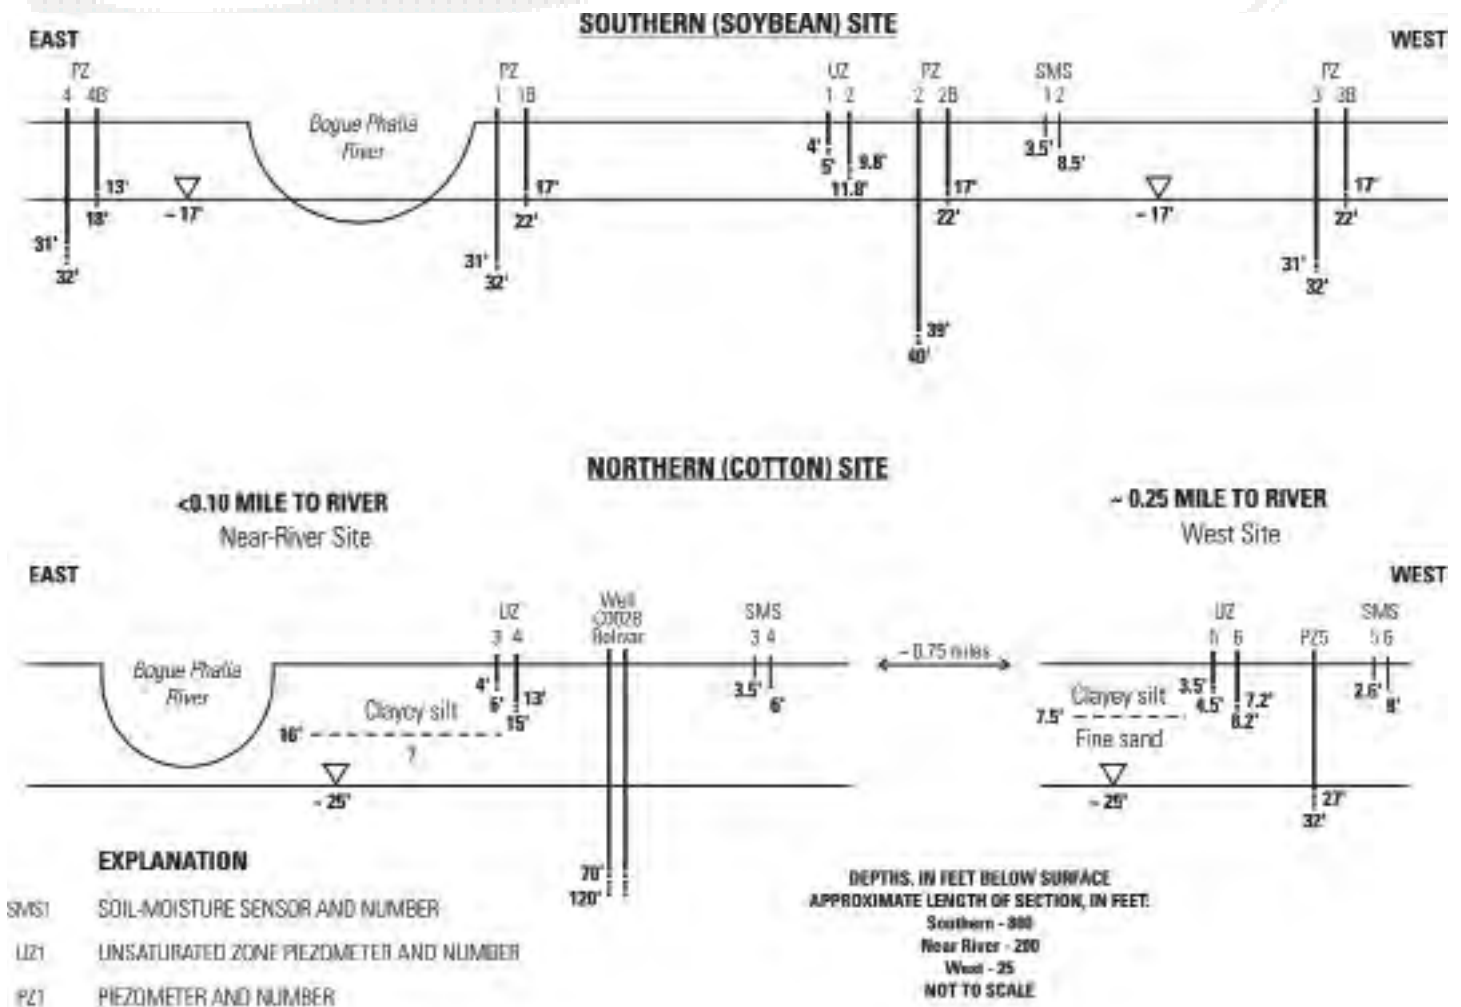 SOUTHERN (SOYBEAN) SITE
EAST
WEST
PZ
4 4B
PZ
1 1B
UZ
1 2
PZ
2 2B
SMS
1 2
PZ
3 3B
Bogue Phalia
River
13'
18'
~ 17'
31'
32'
17'
22'
31'
32'
4'
5'
9.8'
11.8'
17'
22'
39'
40'
3.5'
8.5'
~ 17'
17'
22'
31'
32'
NORTHERN (COTTON) SITE
<0.10 MILE TO RIVER
Near-River Site
~ 0.25 MILE TO RIVER
West Site
EAST
WEST
UZ
3 4
Well
Bolivar
SMS
3 4
UZ
5 6
PZ5
SMS
5 6
Bogue Phalia
River
~ 0.75 miles
4'
6'
13'
15'
Clayey silt
16'
?
~ 25'
3.5'
6'
3.5'
4.5'
7.2'
8.2'
2.6'
8'
Clayey silt
7.5'
Fine sand
~ 25'
27'
32'
70'
120'
EXPLANATION
SMS1 SOIL-MOISTURE SENSOR AND NUMBER
UZ1 UNSATURATED ZONE PIEZOMETER AND NUMBER
PZ1 PIEZOMETER AND NUMBER
DEPTHS, IN FEET BELOW SURFACE
APPROXIMATE LENGTH OF SECTION, IN FEET:
Southern - 800
Near River - 200
West - 25
NOT TO SCALE